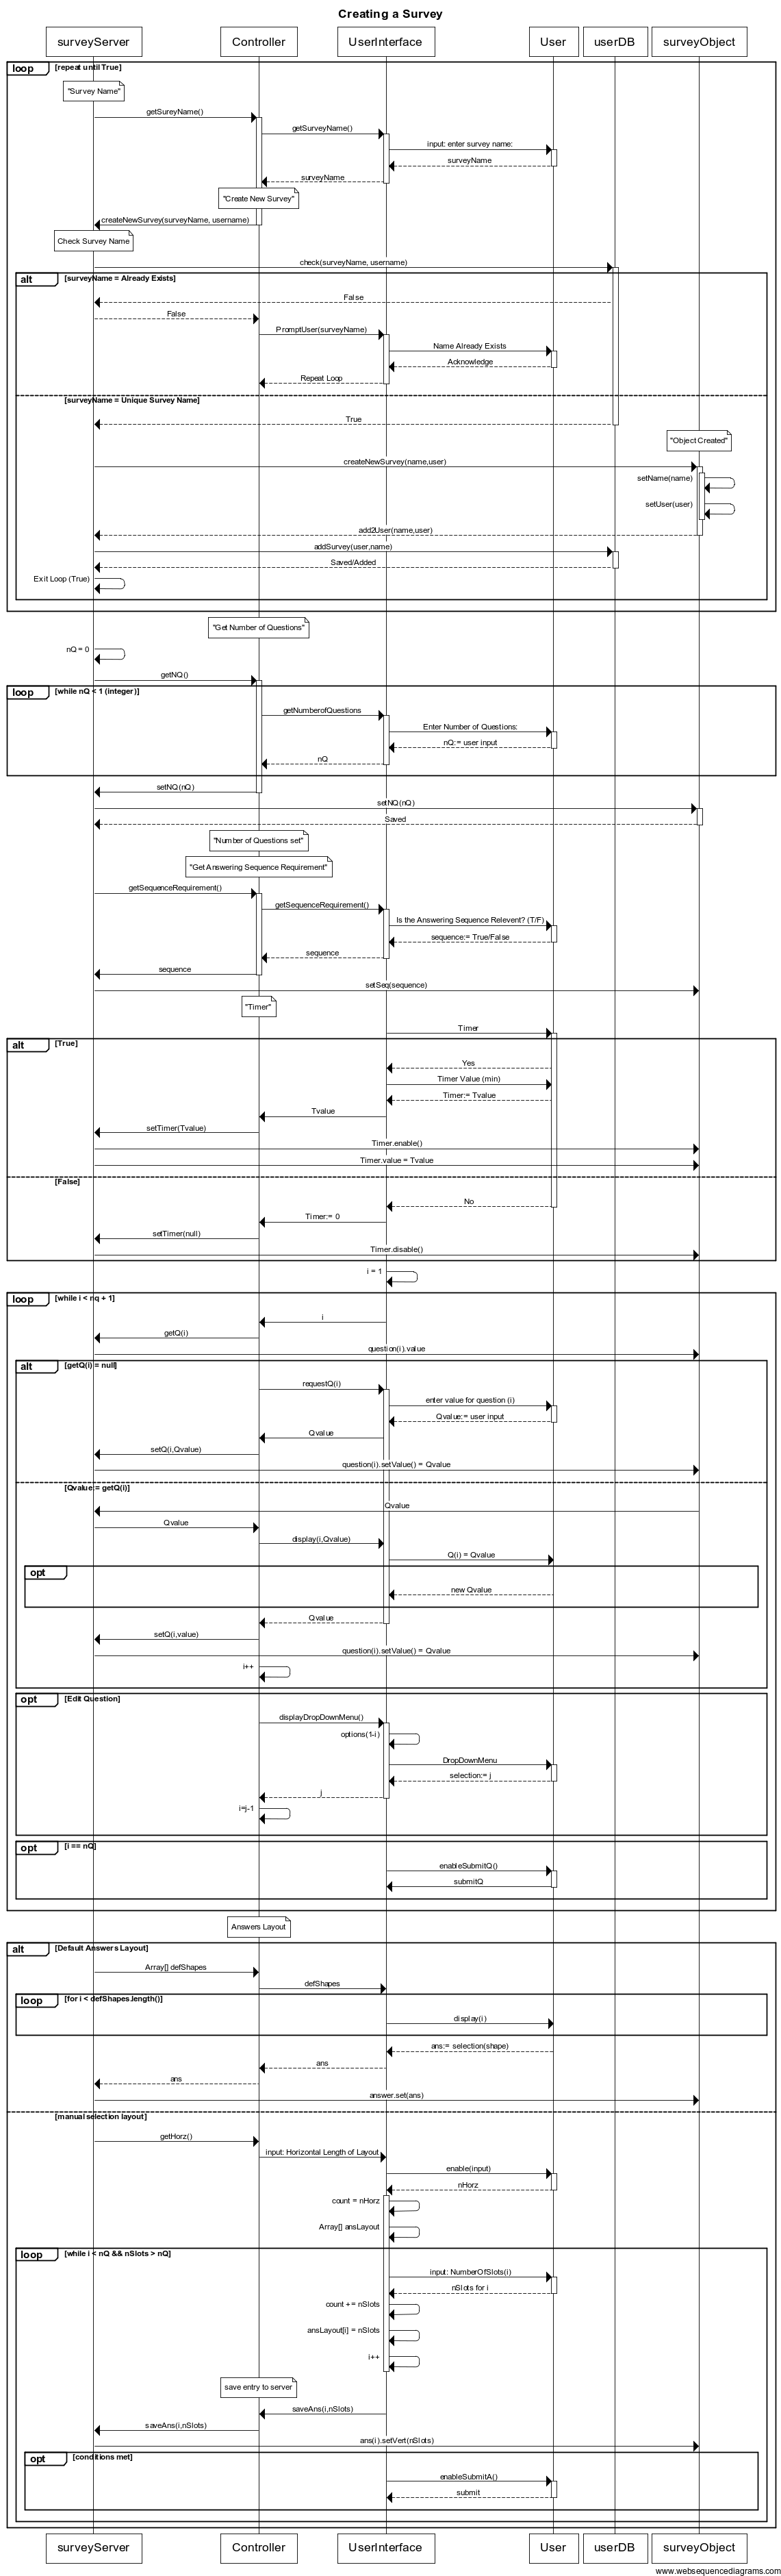 Creating a Survey
surveyServer
Controller
UserInterface
User
userDB
surveyObject
loop
[repeat until True]
"Survey Name"
getSureyName()
getSurveyName()
input: enter survey name:
surveyName
surveyName
"Create New Survey"
createNewSurvey(surveyName, username)
Check Survey Name
check(surveyName, username)
alt
[surveyName = Already Exists]
False
False
PromptUser(surveyName)
Name Already Exists
Acknowledge
Repeat Loop
[surveyName = Unique Survey Name]
True
"Object Created"
createNewSurvey(name,user)
setName(name)
setUser(user)
add2User(name,user)
addSurvey(user,name)
Saved/Added
Exit Loop (True)
"Get Number of Questions"
nQ = 0
getNQ()
loop
[while nQ < 1 (integer)]
getNumberofQuestions
Enter Number of Questions:
nQ:= user input
nQ
setNQ(nQ)
setNQ(nQ)
Saved
"Number of Questions set"
"Get Answering Sequence Requirement"
getSequenceRequirement()
getSequenceRequirement()
Is the Answering Sequence Relevent? (T/F)
sequence:= True/False
sequence
sequence
setSeq(sequence)
"Timer"
Timer
alt
[True]
Yes
Timer Value (min)
Timer:= Tvalue
Tvalue
setTimer(Tvalue)
Timer.enable()
Timer.value = Tvalue
[False]
No
Timer:= 0
setTimer(null)
Timer.disable()
i = 1
loop
[while i < nq + 1]
i
getQ(i)
question(i).value
alt
[getQ(i) = null]
requestQ(i)
enter value for question (i)
Qvalue:= user input
Qvalue
setQ(i,Qvalue)
question(i).setValue() = Qvalue
[Qvalue:= getQ(i)]
Qvalue
Qvalue
display(i,Qvalue)
Q(i) = Qvalue
opt
new Qvalue
Qvalue
setQ(i,value)
question(i).setValue() = Qvalue
i++
opt
[Edit Question]
displayDropDownMenu()
options(1-i)
DropDownMenu
selection:= j
j
i=j-1
opt
[i == nQ]
enableSubmitQ()
submitQ
Answers Layout
alt
[Default Answers Layout]
Array[] defShapes
defShapes
loop
[for i < defShapes.length()]
display(i)
ans:= selection(shape)
ans
ans
answer.set(ans)
[manual selection layout]
getHorz()
input: Horizontal Length of Layout
enable(input)
nHorz
count = nHorz
Array[] ansLayout
loop
[while i < nQ && nSlots > nQ]
input: NumberOfSlots(i)
nSlots for i
count += nSlots
ansLayout[i] = nSlots
i++
save entry to server
saveAns(i,nSlots)
saveAns(i,nSlots)
ans(i).setVert(nSlots)
opt
[conditions met]
enableSubmitA()
submit
surveyServer
Controller
UserInterface
User
userDB
surveyObject
www.websequencediagrams.com